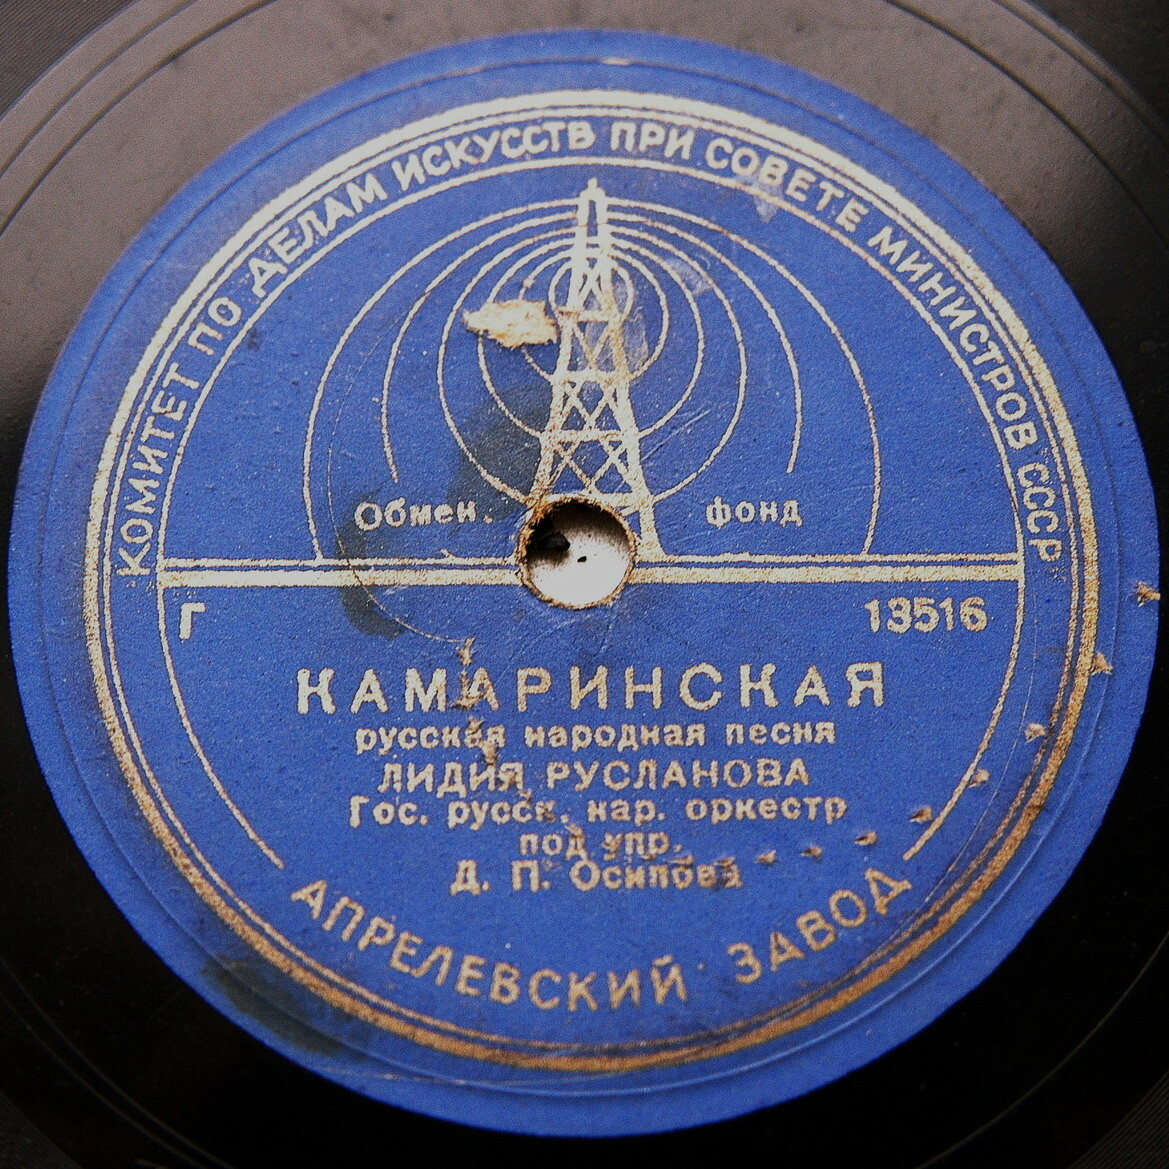 КОМИТЕТ ПО ДЕЛАМ ИСКУССТВ ПРИ СОВЕТЕ МИНИСТРОВ СССР
Обмен. фонд
Г 13516
КАМАРИНСКАЯ
русская народная песня
ЛИДИЯ РУСЛАНОВА
Гос. русск. нар. оркестр
под упр.
Д. П. Осипова
АПРЕЛЕВСКИЙ ЗАВОД